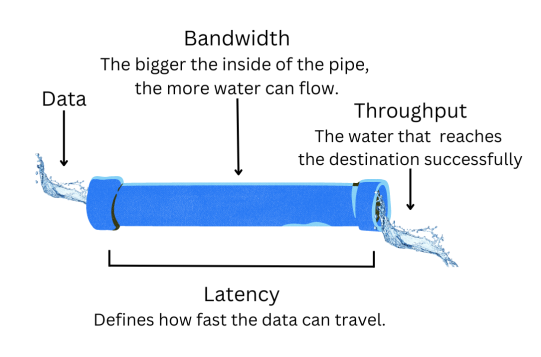 Bandwidth
The bigger the inside of the pipe,
the more water can flow.
Data
Throughput
The water that reaches
the destination successfully
Latency
Defines how fast the data can travel.